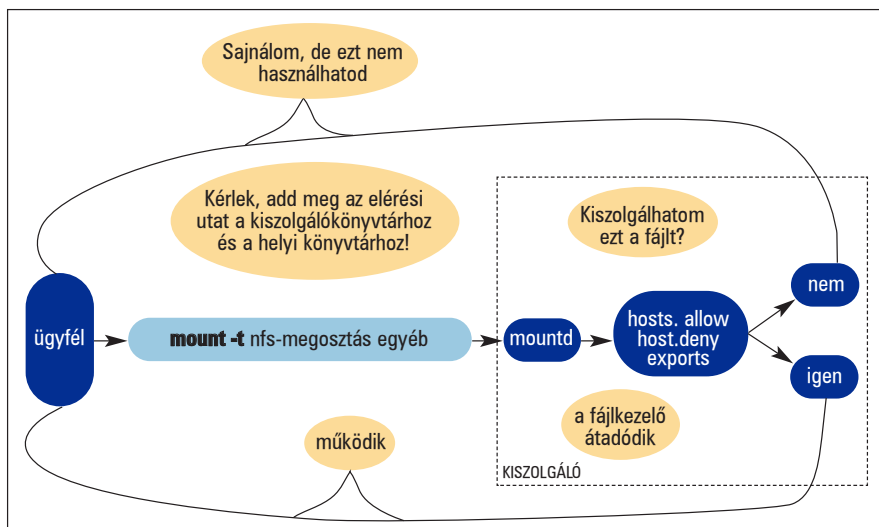 Sajnálom, de ezt nem
használhatod
Kérlek, add meg az elérési
utat a kiszolgálókönyvtárhoz
és a helyi könyvtárhoz!
Kiszolgálhatom
ezt a fájlt?
nem
ügyfél
mount -t nfs-megosztás egyéb
mountd
hosts. allow
host.deny
exports
igen
a fájlkezelő
átadódik
működik
KISZOLGÁLÓ